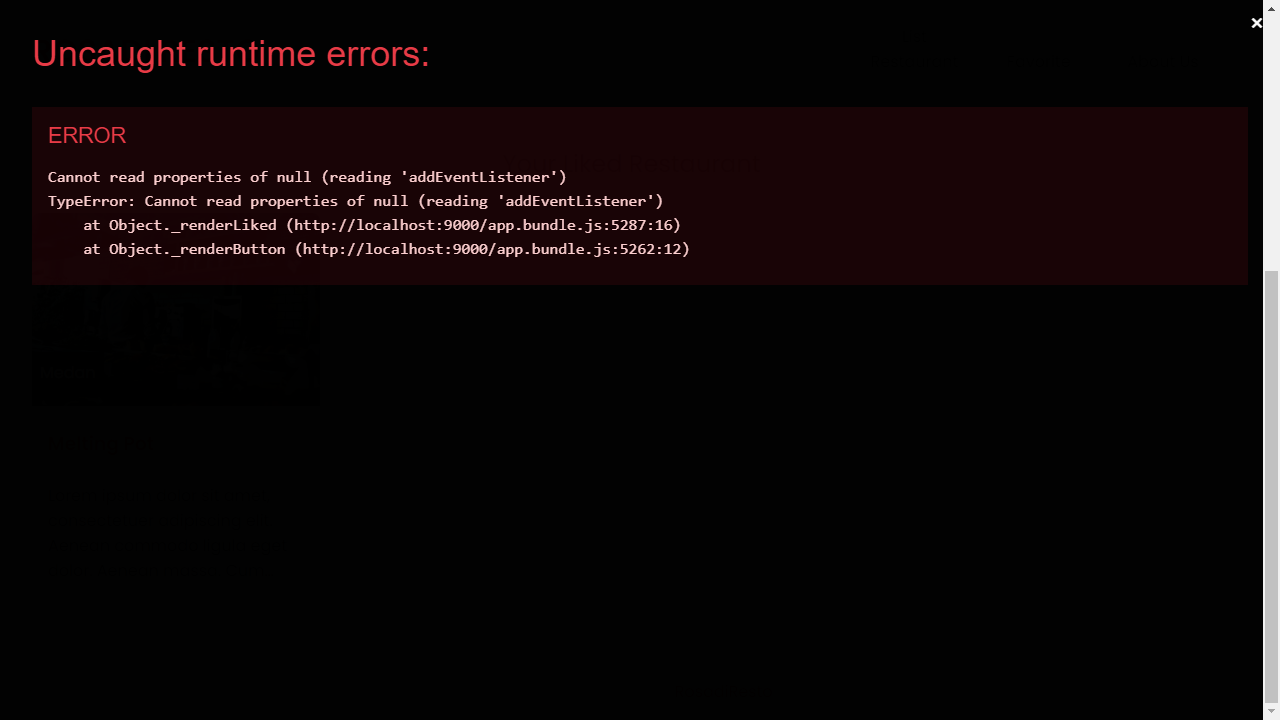 ×
Uncaught runtime errors:
ERROR
Cannot read properties of null (reading 'addEventListener')
TypeError: Cannot read properties of null (reading 'addEventListener')
    at Object._renderLiked (http://localhost:9000/app.bundle.js:5287:16)
    at Object._renderButton (http://localhost:9000/app.bundle.js:5262:12)